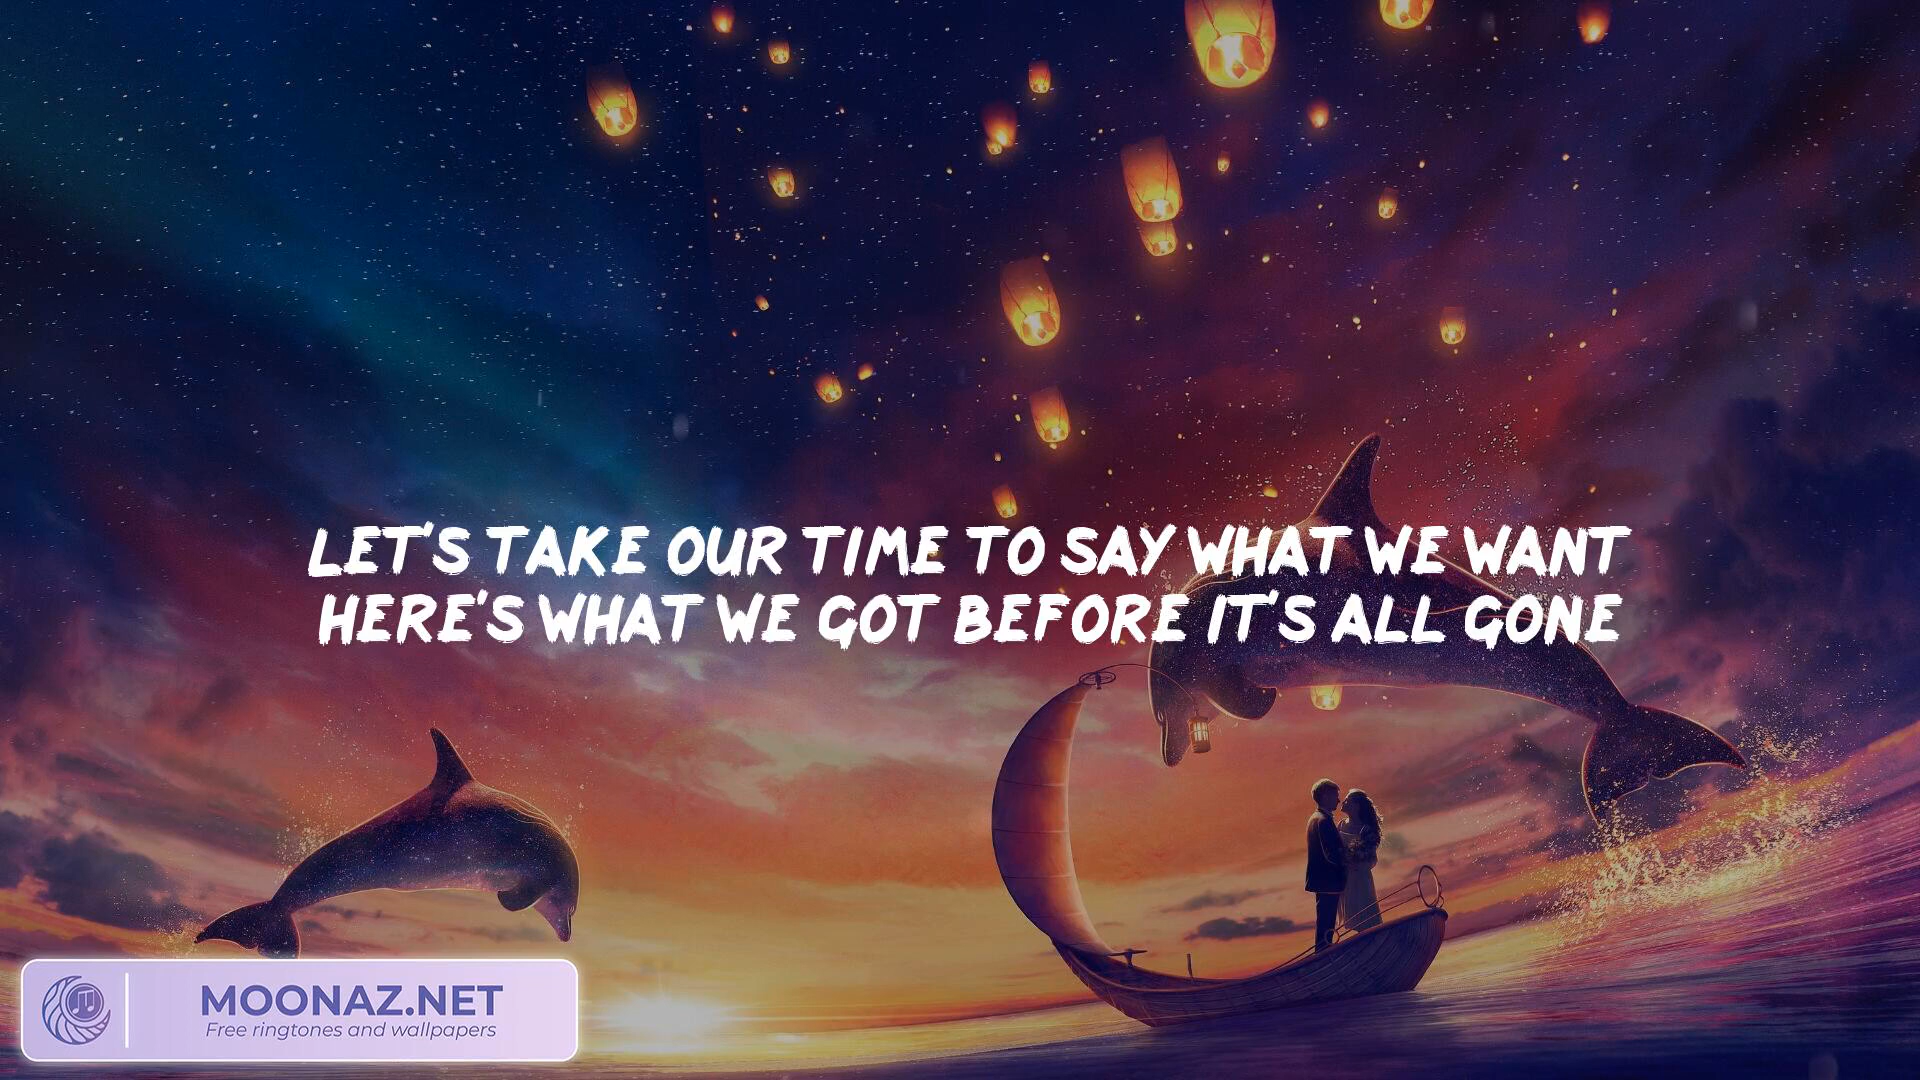 LET'S TAKE OUR TIME TO SAY WHAT WE WANT
HERE'S WHAT WE GOT BEFORE IT'S ALL GONE
MOONAZ.NET
Free ringtones and wallpapers